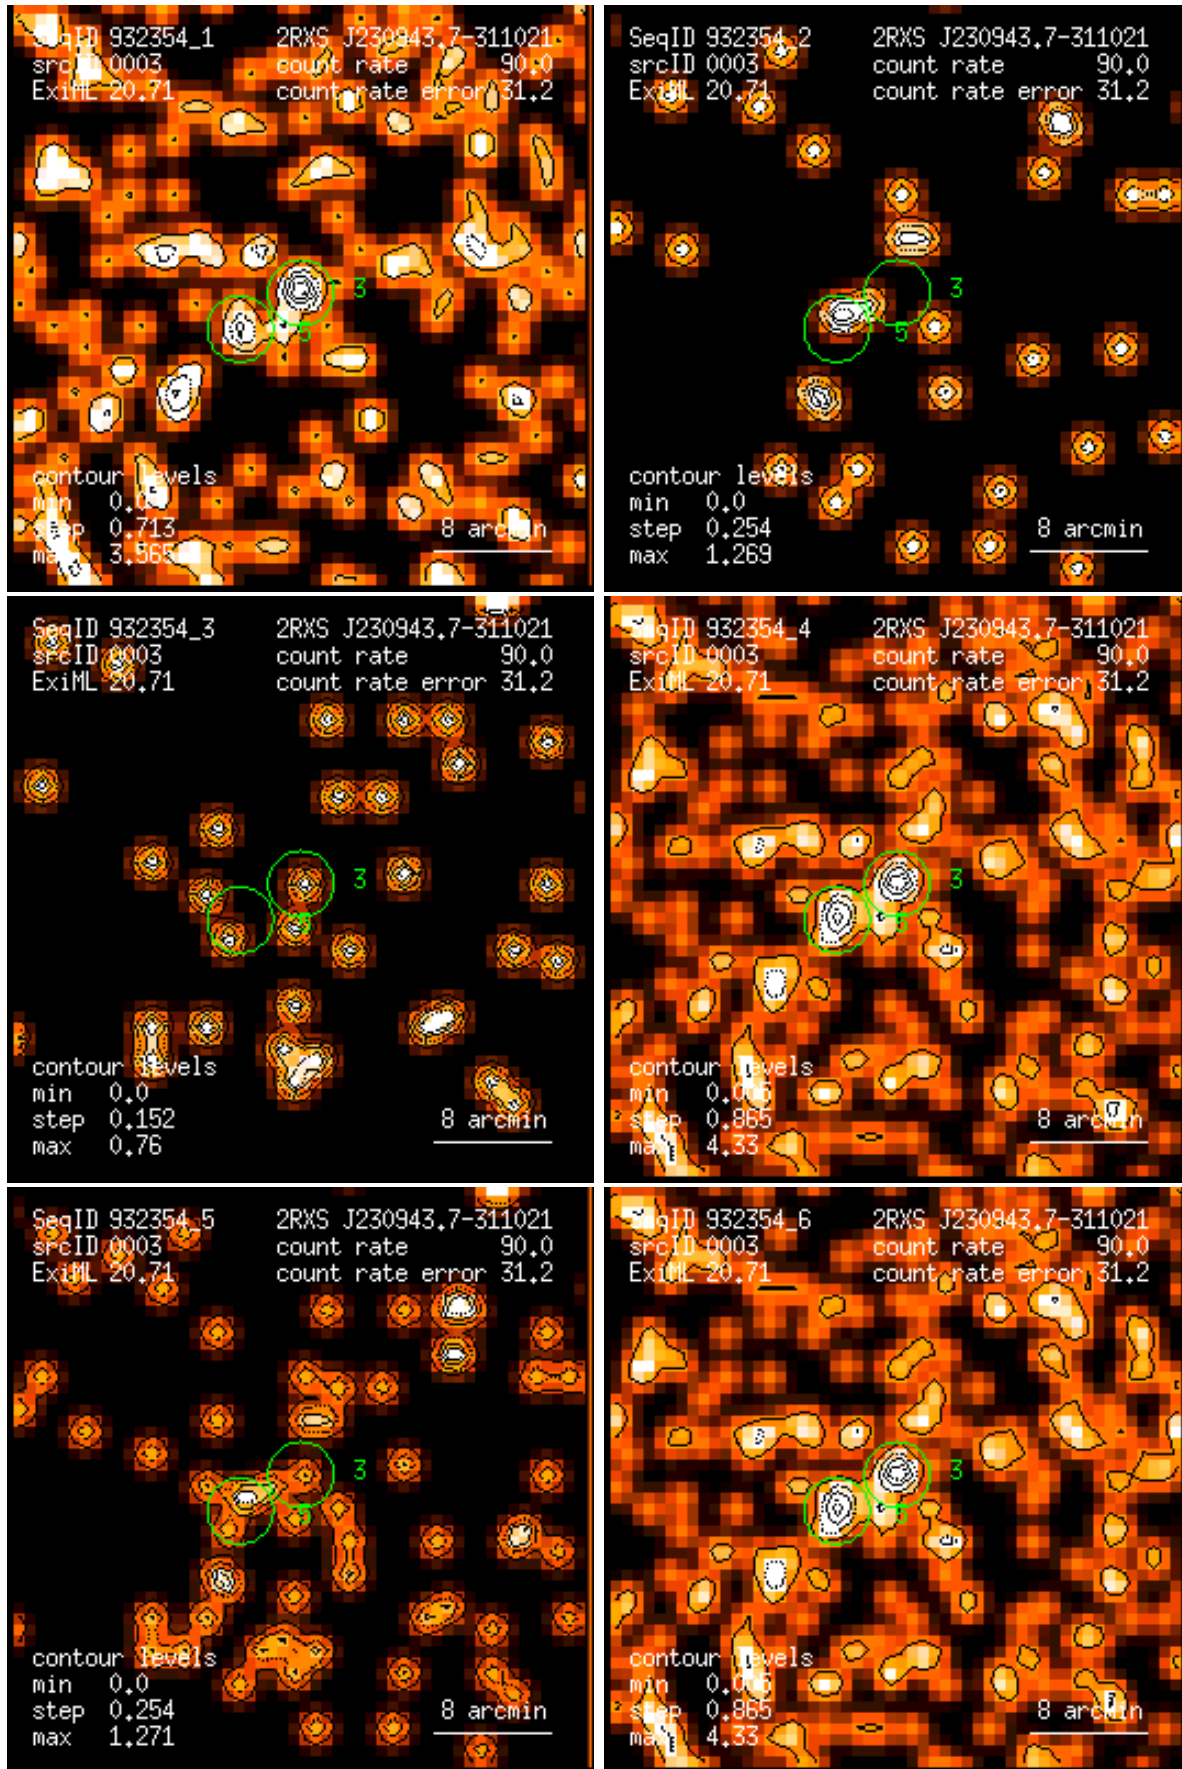 SeqID 932354_1 2RXS J230943.7-311021
srcID 0003 count rate 90.0
ExiML 20.71 count rate error 31.2
3
5
contour levels
min 0.0
step 0.713 8 arcmin
max 3.565
SeqID 932354_2 2RXS J230943.7-311021
srcID 0003 count rate 90.0
ExiML 20.71 count rate error 31.2
3
5
contour levels
min 0.0
step 0.254 8 arcmin
max 1.269
SeqID 932354_3 2RXS J230943.7-311021
srcID 0003 count rate 90.0
ExiML 20.71 count rate error 31.2
3
5
contour levels
min 0.0
step 0.152 8 arcmin
max 0.76
SeqID 932354_4 2RXS J230943.7-311021
srcID 0003 count rate 90.0
ExiML 20.71 count rate error 31.2
3
5
contour levels
min
step 0.865 8 arcmin
max 4.33
SeqID 932354_5 2RXS J230943.7-311021
srcID 0003 count rate 90.0
ExiML 20.71 count rate error 31.2
3
5
contour levels
min 0.0
step 0.254 8 arcmin
max 1.271
SeqID 932354_6 2RXS J230943.7-311021
srcID 0003 count rate 90.0
ExiML 20.71 count rate error 31.2
3
5
contour levels
min
step 0.865 8 arcmin
max 4.33